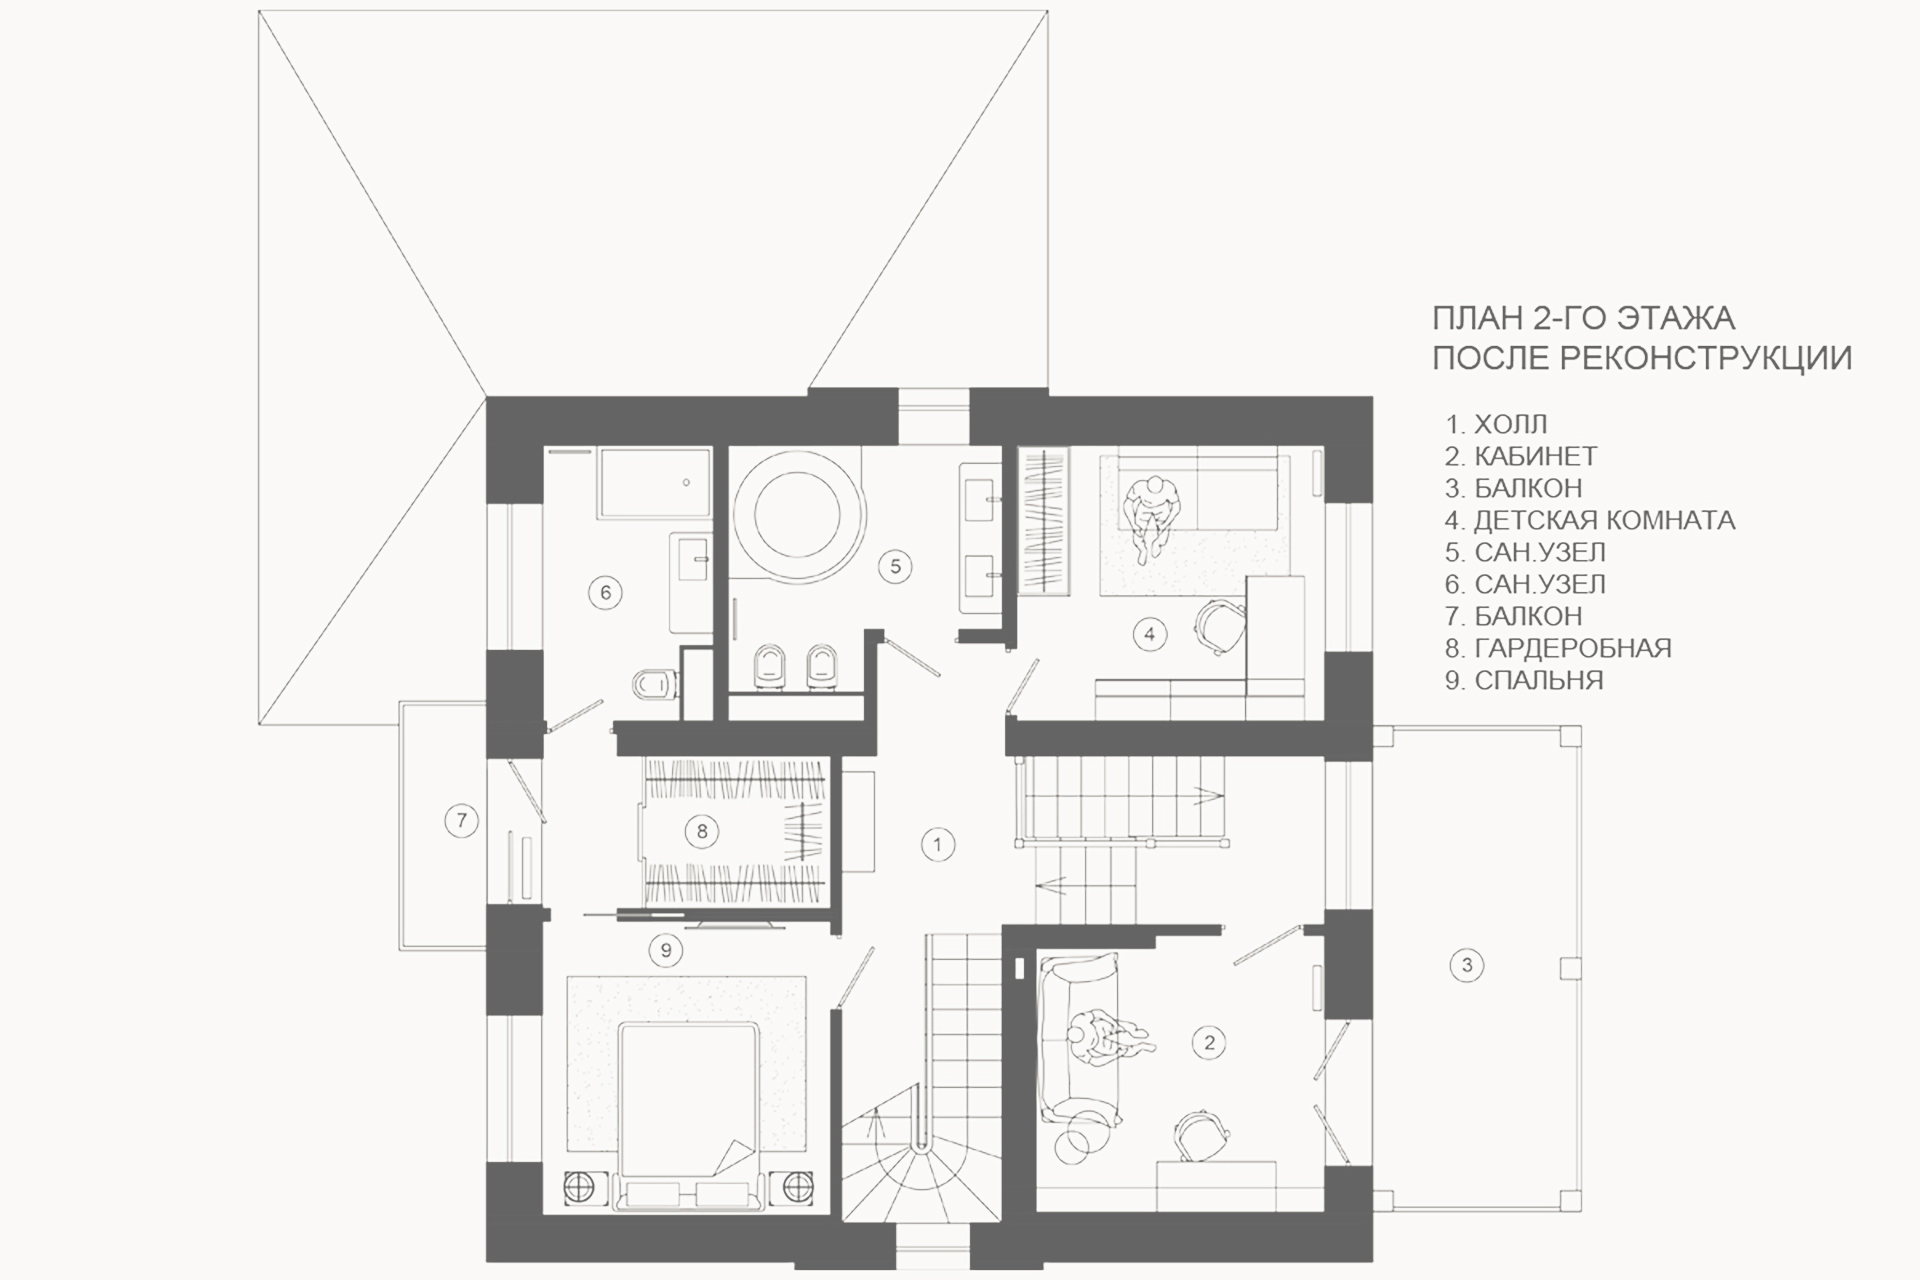 ПЛАН 2-ГО ЭТАЖА
ПОСЛЕ РЕКОНСТРУКЦИИ
1. ХОЛЛ
2. КАБИНЕТ
3. БАЛКОН
4. ДЕТСКАЯ КОМНАТА
5. САН.УЗЕЛ
6. САН.УЗЕЛ
7. БАЛКОН
8. ГАРДЕРОБНАЯ
9. СПАЛЬНЯ
5
6
4
7
8
1
9
3
2